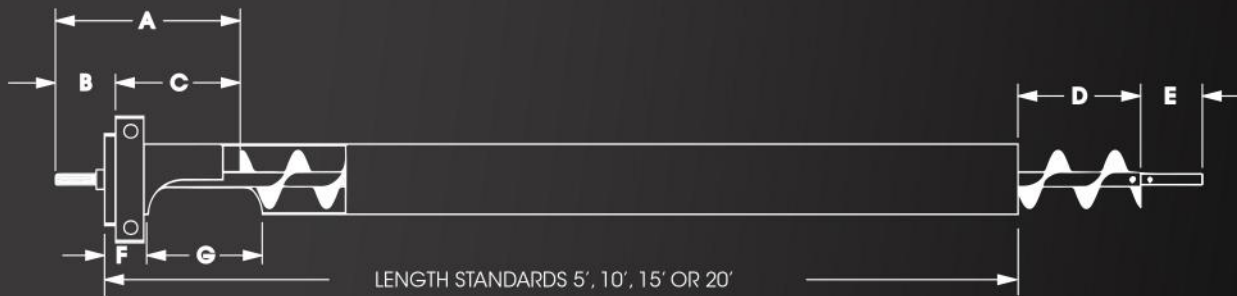 A
B
C
D
E
F
G
LENGTH STANDARDS 5’, 10’, 15’ OR 20’